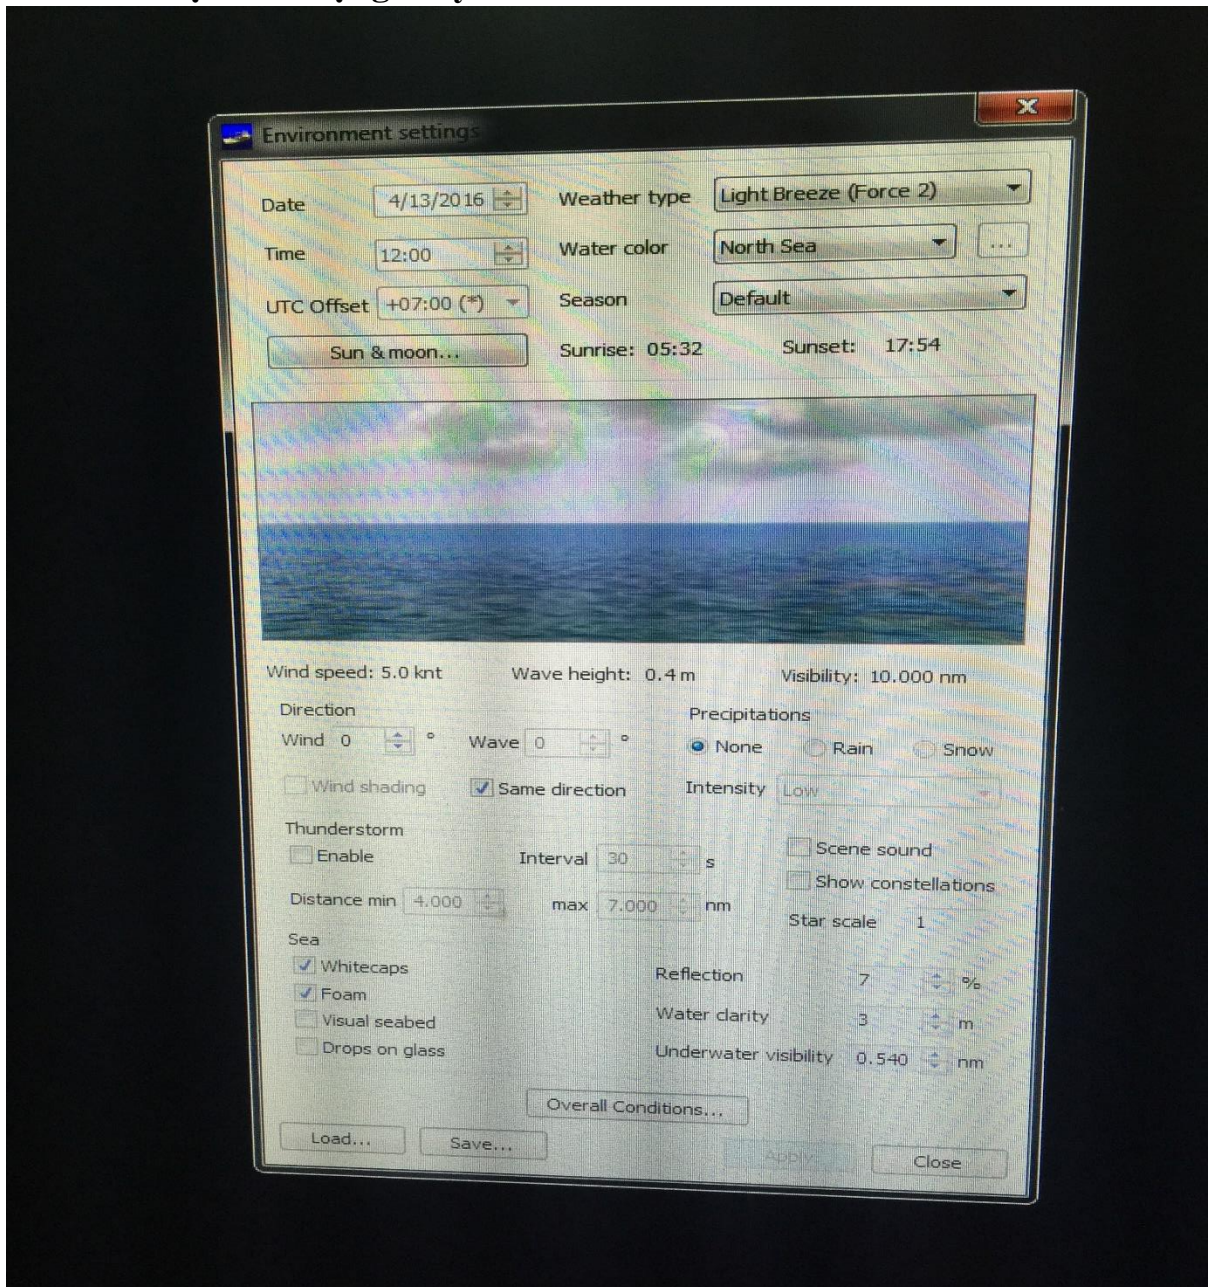 Environment settings
Date 4/13/2016 Weather type Light Breeze (Force 2)
Time 12:00 Water color North Sea ...
UTC Offset +07:00 (*) Season Default
Sun & moon... Sunrise: 05:32 Sunset: 17:54
Wind speed: 5.0 knt Wave height: 0.4 m Visibility: 10.000 nm
Direction Precipitations
Wind 0 ° Wave 0 ° None Rain Snow
Wind shading Same direction Intensity Low
Thunderstorm
Enable Interval 30 s Scene sound
Show constellations
Distance min 4.000 max 7.000 nm
Star scale 1
Sea
Whitecaps Reflection 7 %
Foam
Visual seabed Water clarity 3 m
Drops on glass Underwater visibility 0.540 nm
Overall Conditions...
Load... Save... Apply Close